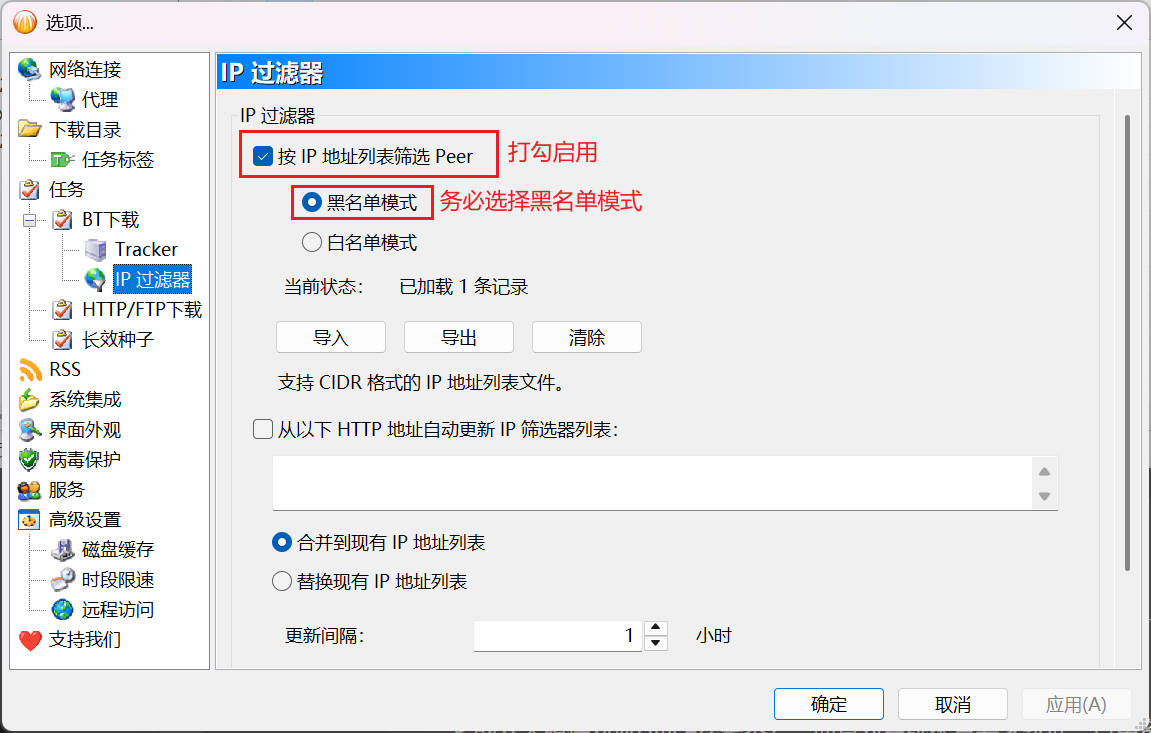 选项...
网络连接
代理
下载目录
任务标签
任务
BT下载
Tracker
IP 过滤器
HTTP/FTP下载
长效种子
RSS
系统集成
界面外观
病毒保护
服务
高级设置
磁盘缓存
时段限速
远程访问
支持我们
IP 过滤器
IP 过滤器
按 IP 地址列表筛选 Peer 打勾启用
黑名单模式 务必选择黑名单模式
白名单模式
当前状态： 已加载 1 条记录
导入 导出 清除
支持 CIDR 格式的 IP 地址列表文件。
从以下 HTTP 地址自动更新 IP 筛选器列表：
合并到现有 IP 地址列表
替换现有 IP 地址列表
更新间隔： 1 小时
确定 取消 应用(A)